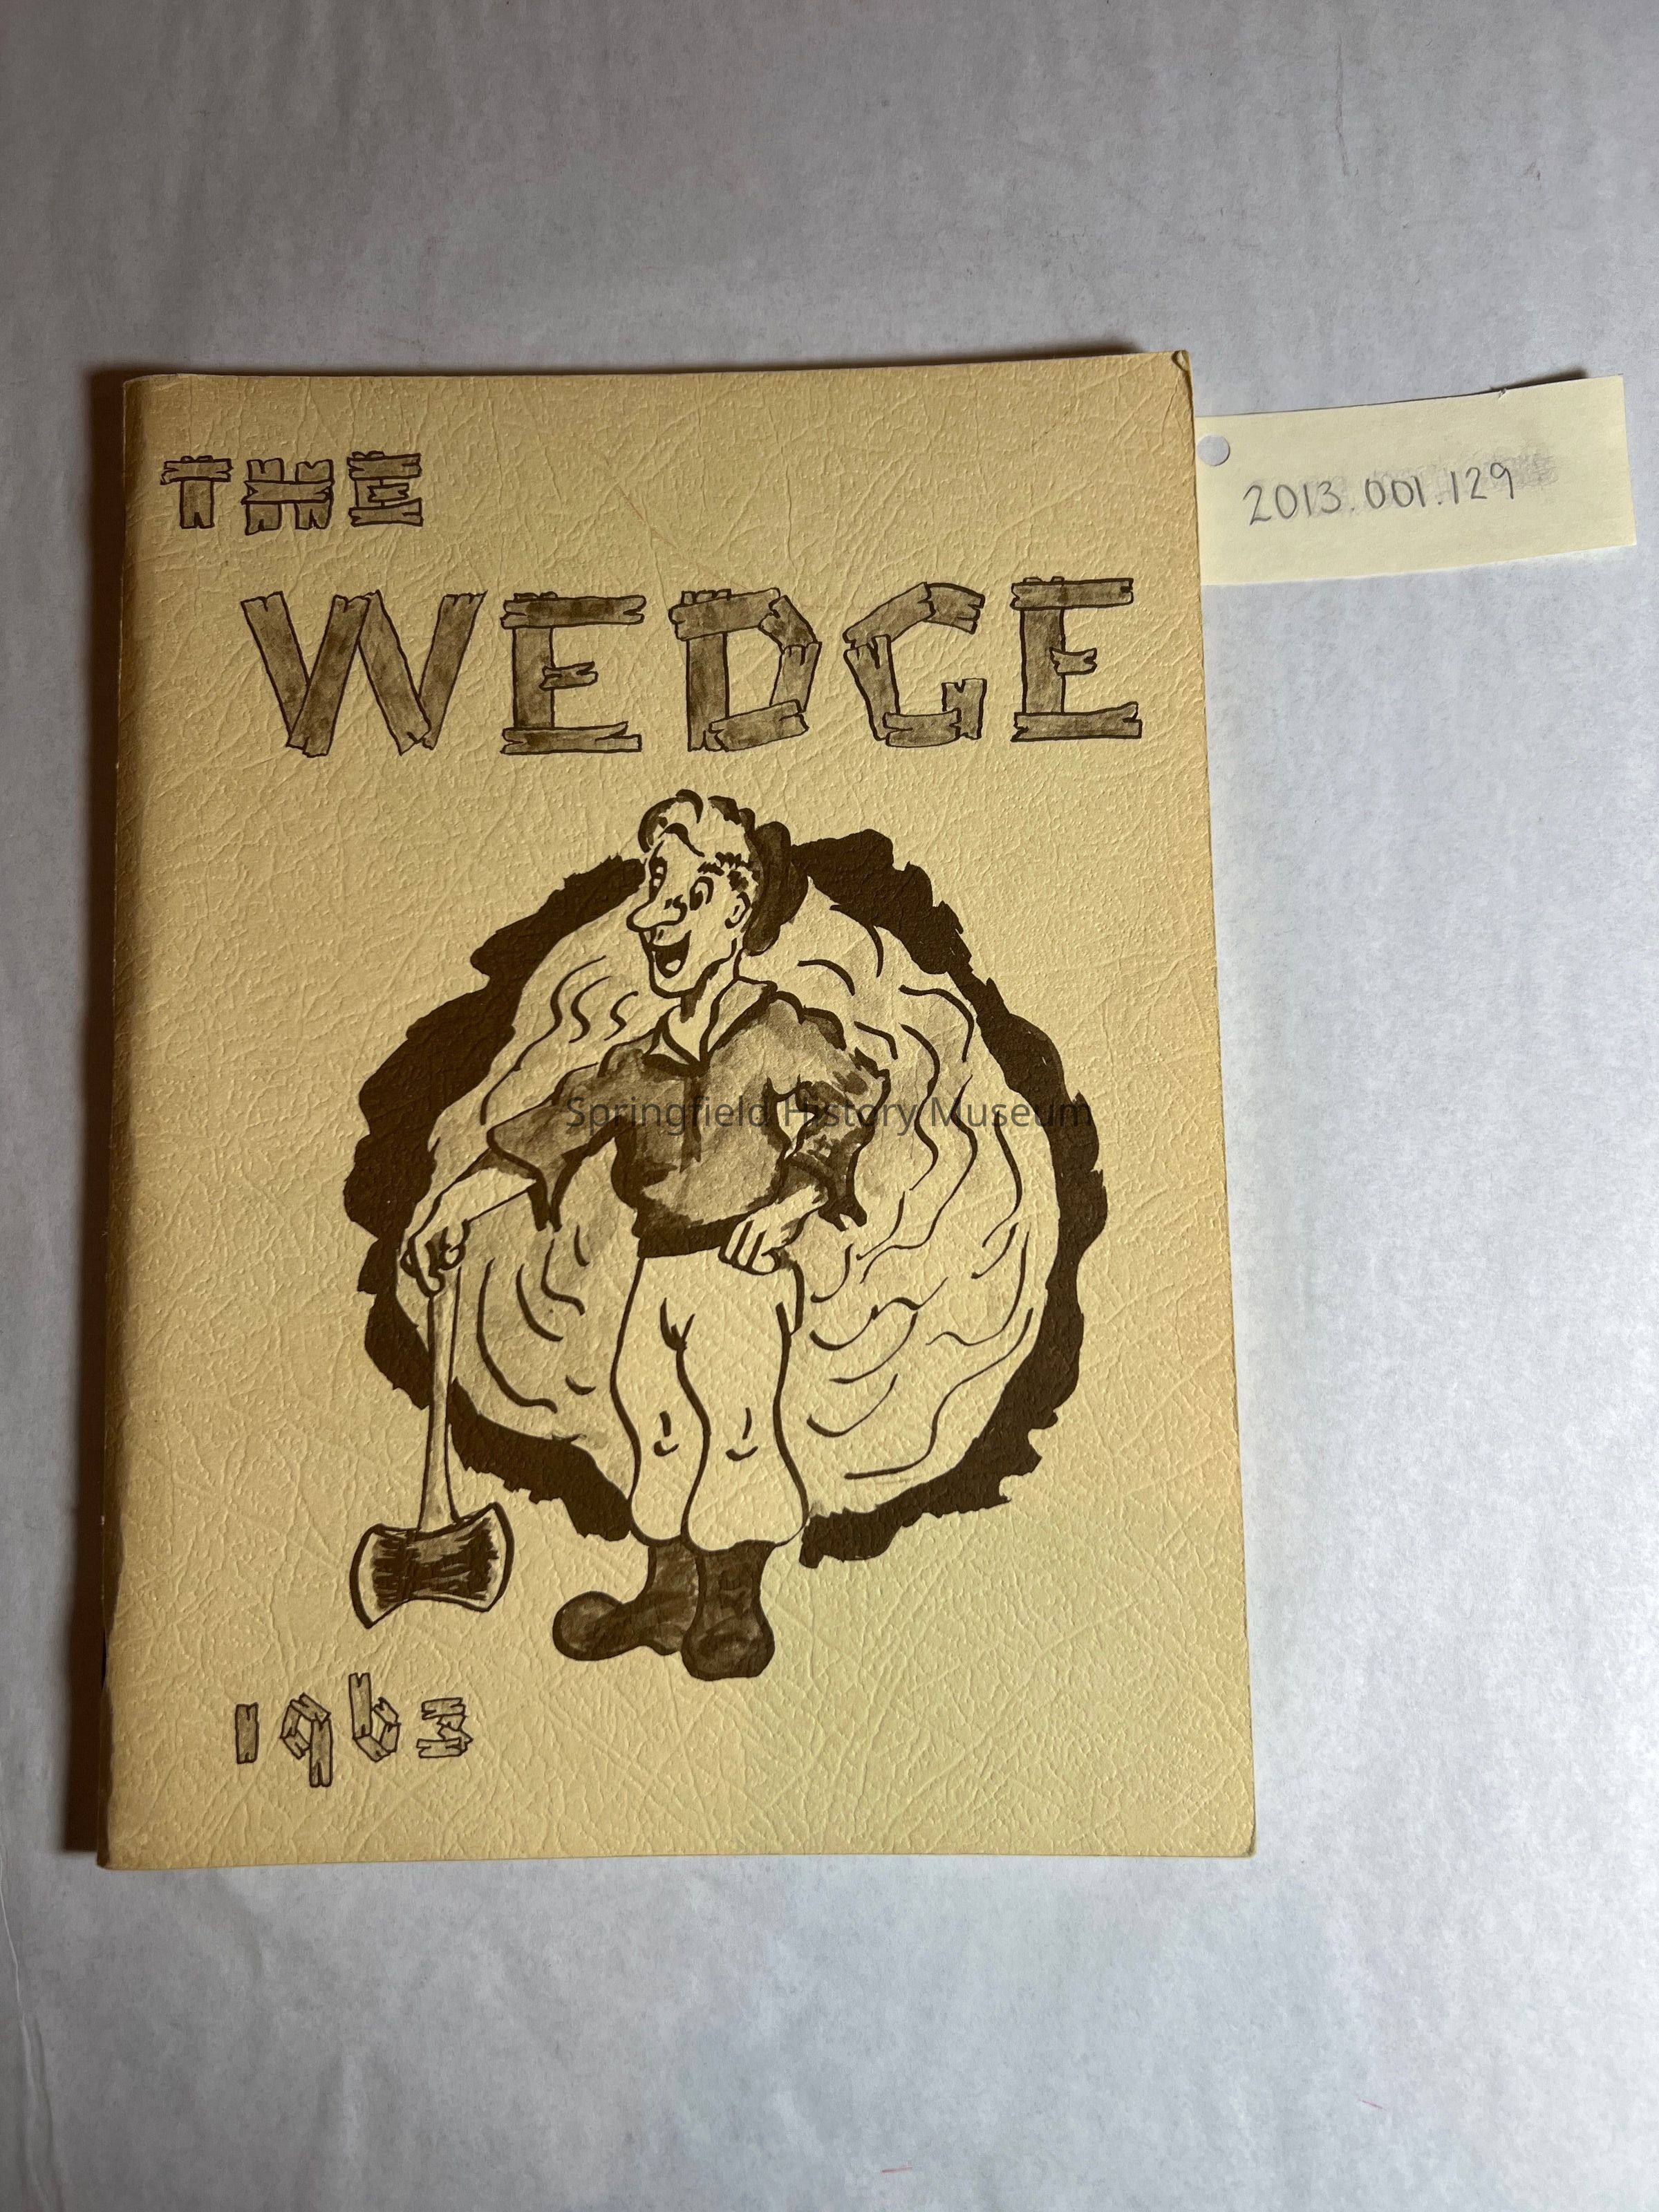 THE
2013.001.129
WEDGE
Springfield History Museum
1963